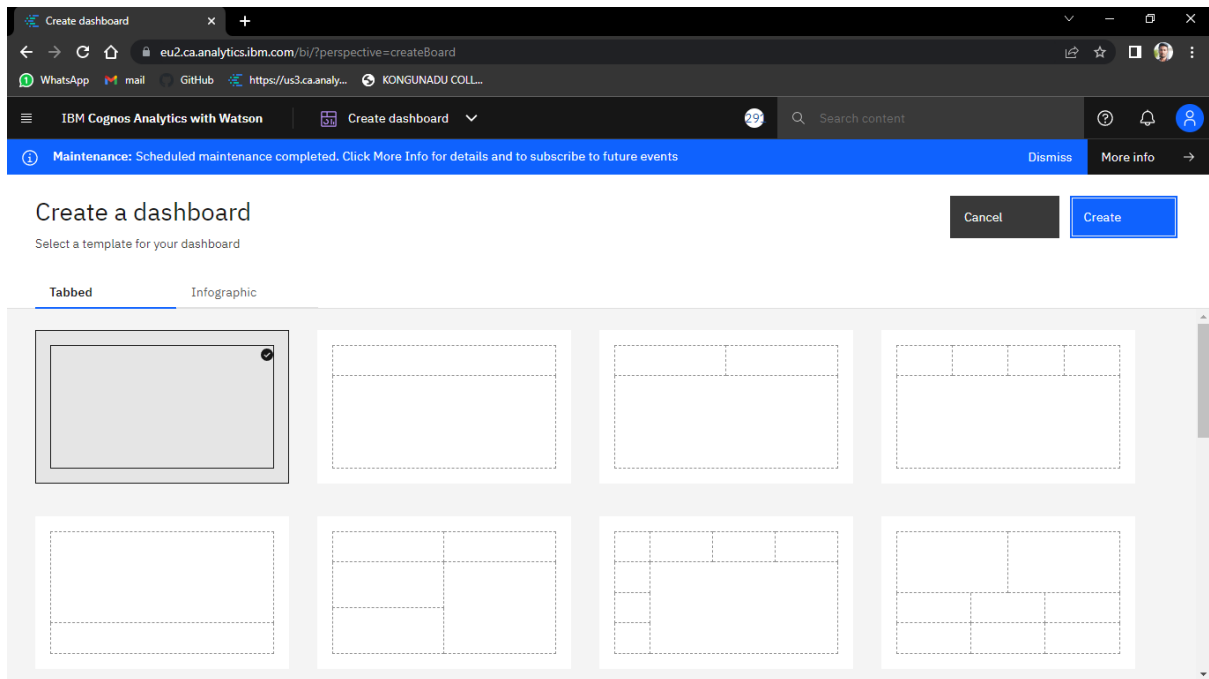 Create dashboard
eu2.ca.analytics.ibm.com/bi/?perspective=createBoard
WhatsApp mail GitHub https://us3.ca.analy... KONGUNADU COLL...
IBM Cognos Analytics with Watson Create dashboard 293 Search content
Maintenance: Scheduled maintenance completed. Click More Info for details and to subscribe to future events Dismiss More info
Create a dashboard Cancel Create
Select a template for your dashboard
Tabbed Infographic